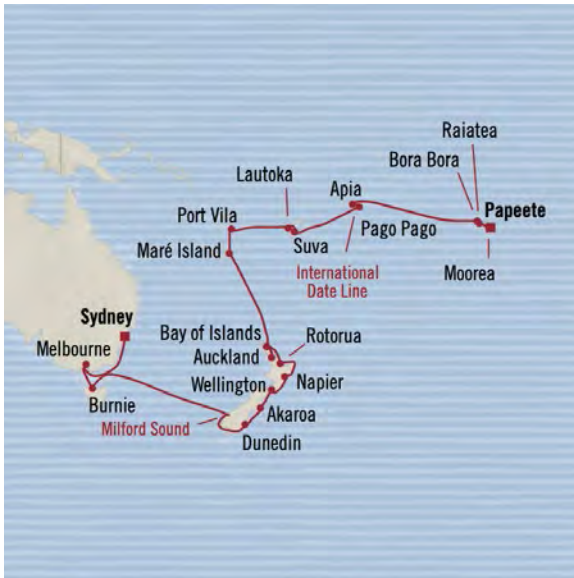 Raiatea
Bora Bora
Lautoka
Apia
Papeete
Port Vila
Suva
Pago Pago
Maré Island
International
Date Line
Moorea
Sydney
Bay of Islands
Rotorua
Melbourne
Auckland
Napier
Wellington
Burnie
Akaroa
Milford Sound
Dunedin